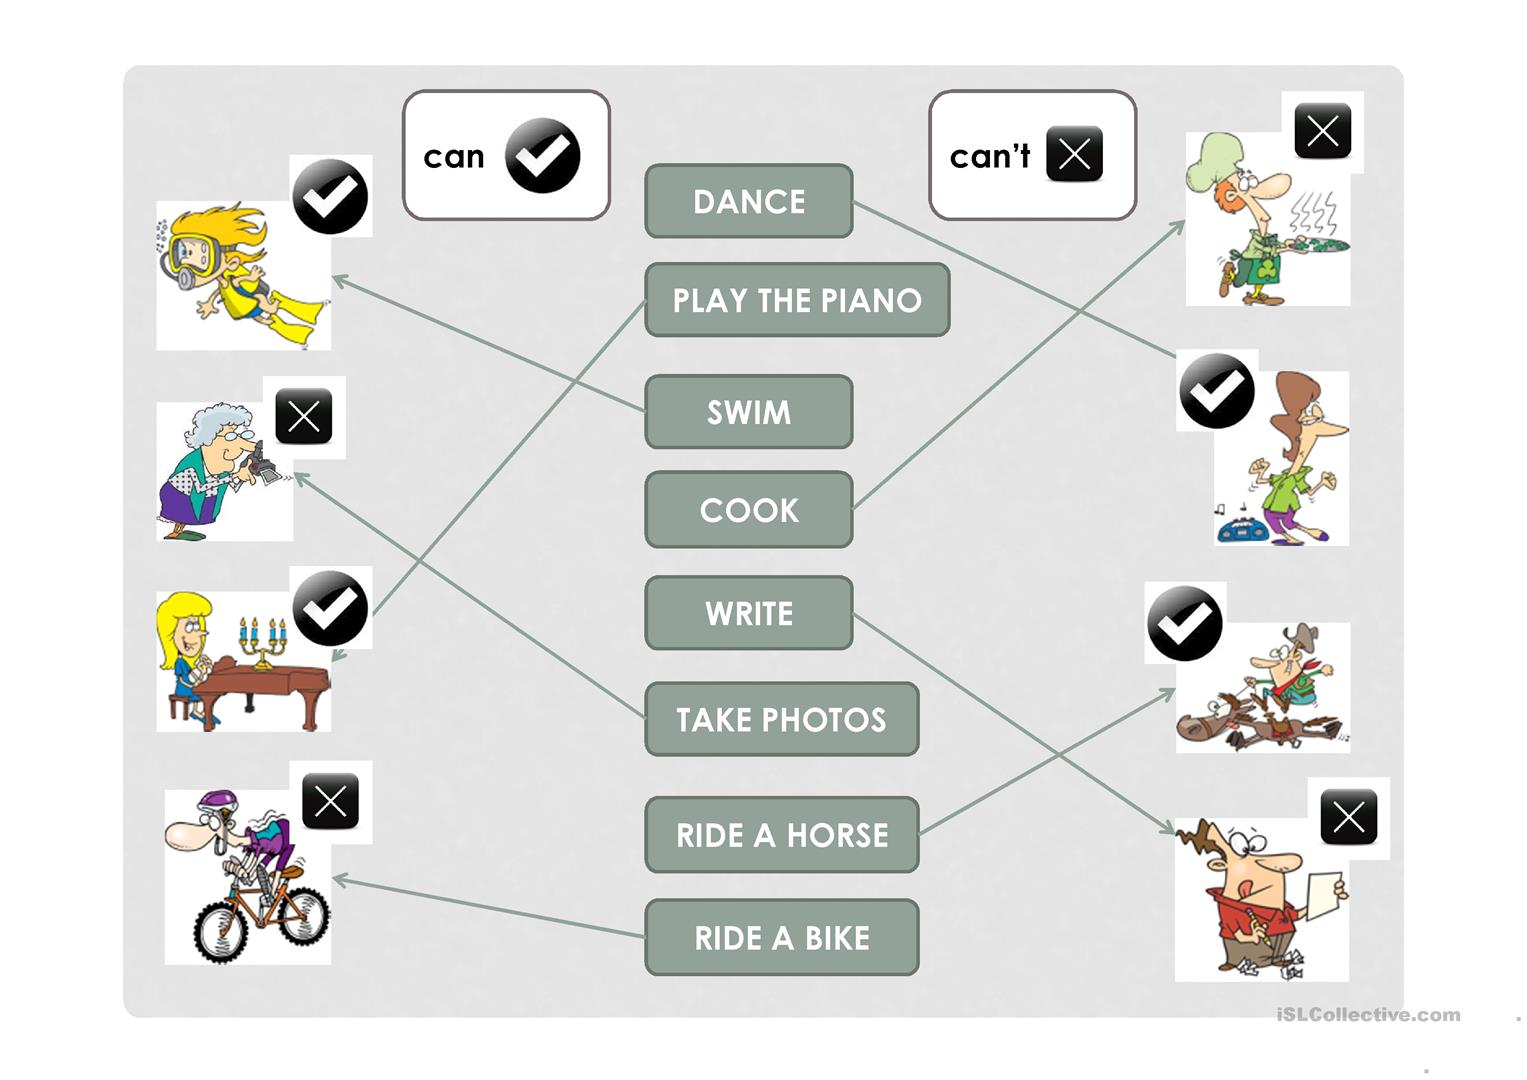 can
can't
DANCE
PLAY THE PIANO
SWIM
COOK
WRITE
TAKE PHOTOS
RIDE A HORSE
RIDE A BIKE
iSLCollective.com